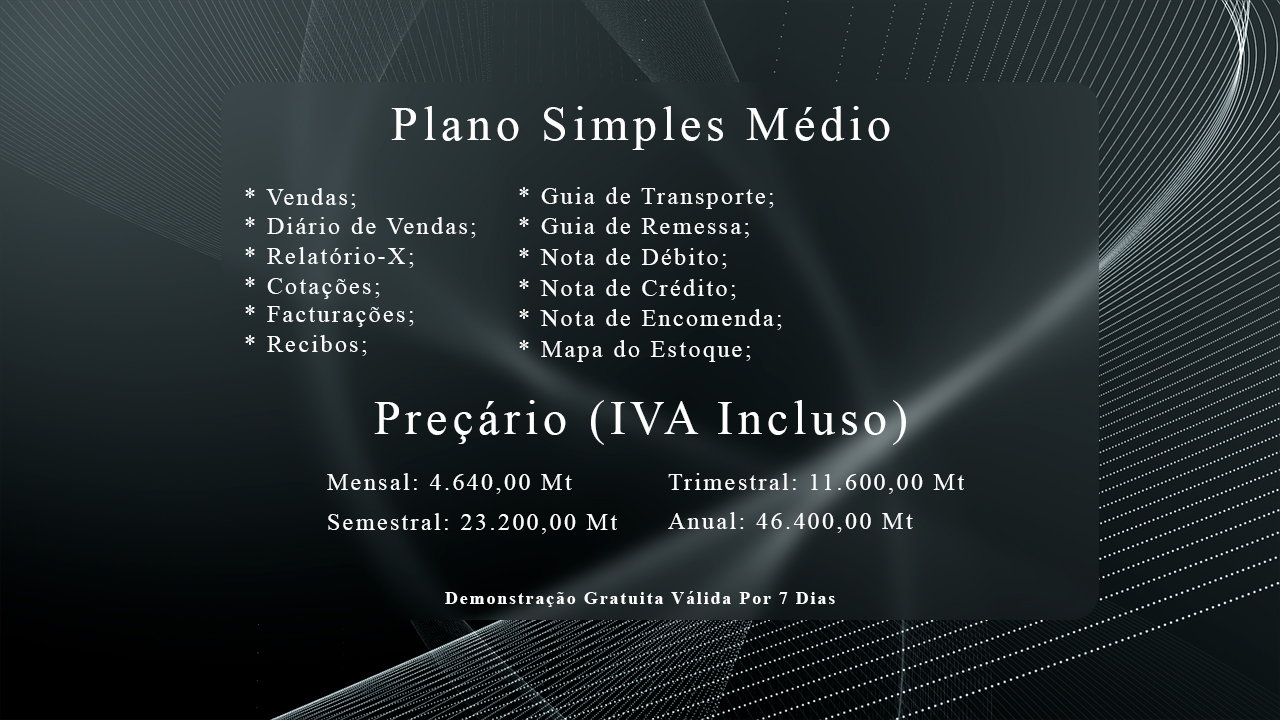 Plano Simples Médio
* Vendas;
* Diário de Vendas;
* Relatório-X;
* Cotações;
* Facturações;
* Recibos;
* Guia de Transporte;
* Guia de Remessa;
* Nota de Débito;
* Nota de Crédito;
* Nota de Encomenda;
* Mapa do Estoque;
Preçário (IVA Incluso)
Mensal: 4.640,00 Mt
Trimestral: 11.600,00 Mt
Semestral: 23.200,00 Mt
Anual: 46.400,00 Mt
Demonstração Gratuita Válida Por 7 Dias